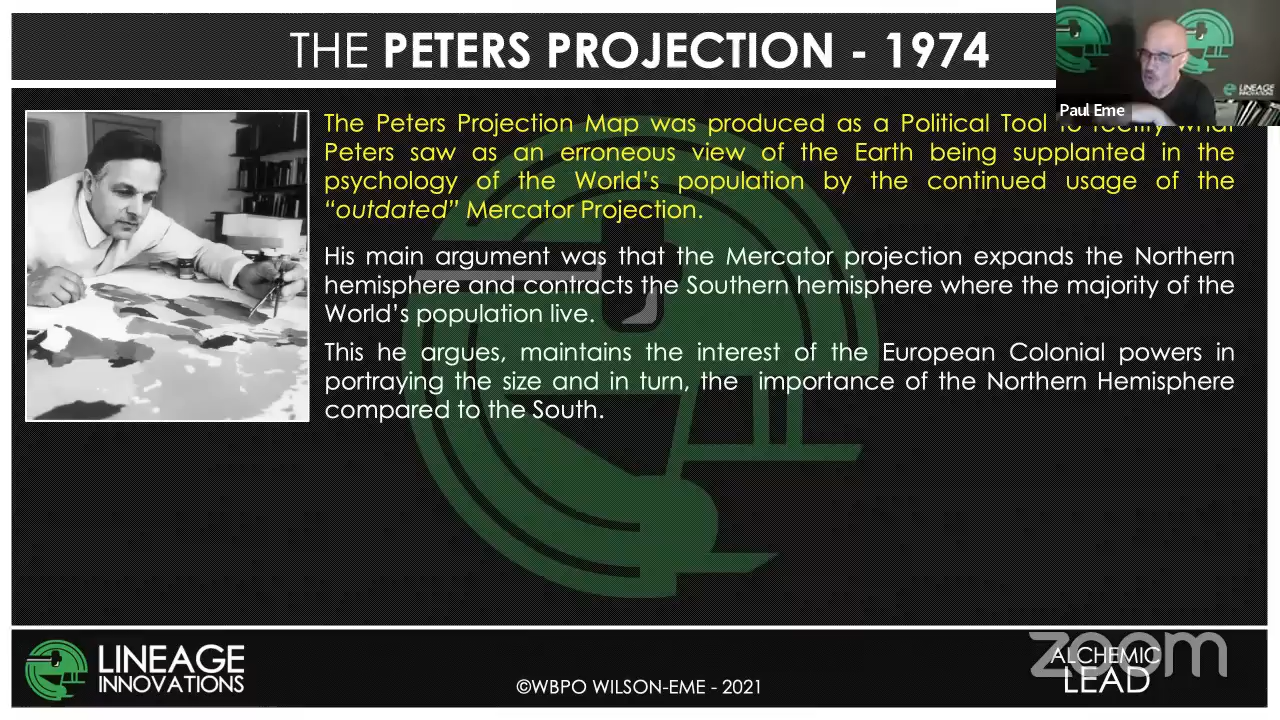 THE PETERS PROJECTION - 1974
LINEAGE
INNOVATIONS
Paul Eme
The Peters Projection Map was produced as a Political Tool to rectify what
Peters saw as an erroneous view of the Earth being supplanted in the
psychology of the World's population by the continued usage of the
“outdated” Mercator Projection.
His main argument was that the Mercator projection expands the Northern
hemisphere and contracts the Southern hemisphere where the majority of the
World's population live.
This he argues, maintains the interest of the European Colonial powers in
portraying the size and in turn, the importance of the Northern Hemisphere
compared to the South.
LINEAGE
INNOVATIONS
©WBPO WILSON-EME - 2021
zoom
ALCHEMIC
LEAD